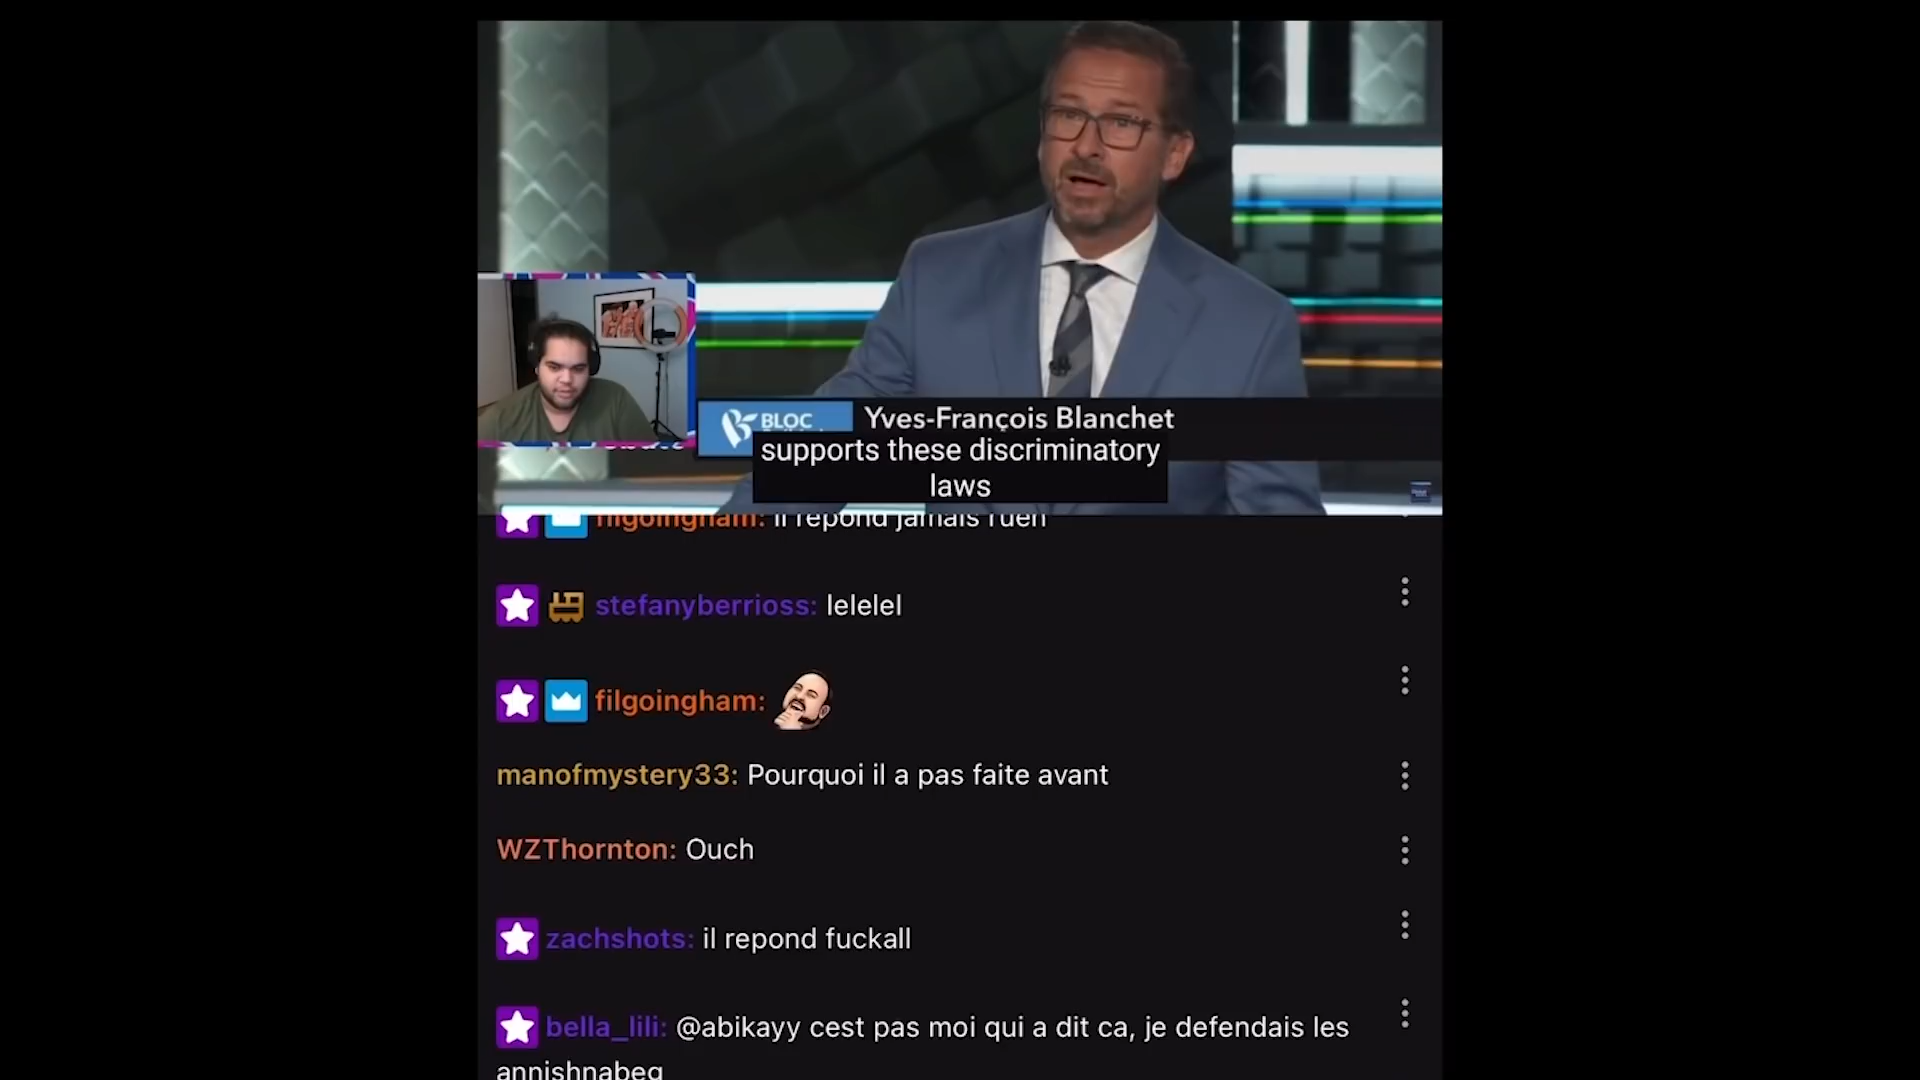 BLOC
Yves-François Blanchet
supports these discriminatory
laws
filgoingham: il repond jamais ruen
stefanyberrioss: lelelel
filgoingham:
manofmystery33: Pourquoi il a pas faite avant
WZThornton: Ouch
zachshots: il repond fuckall
bella_lili: @abikayy cest pas moi qui a dit ca, je defendais les
annishnabeg